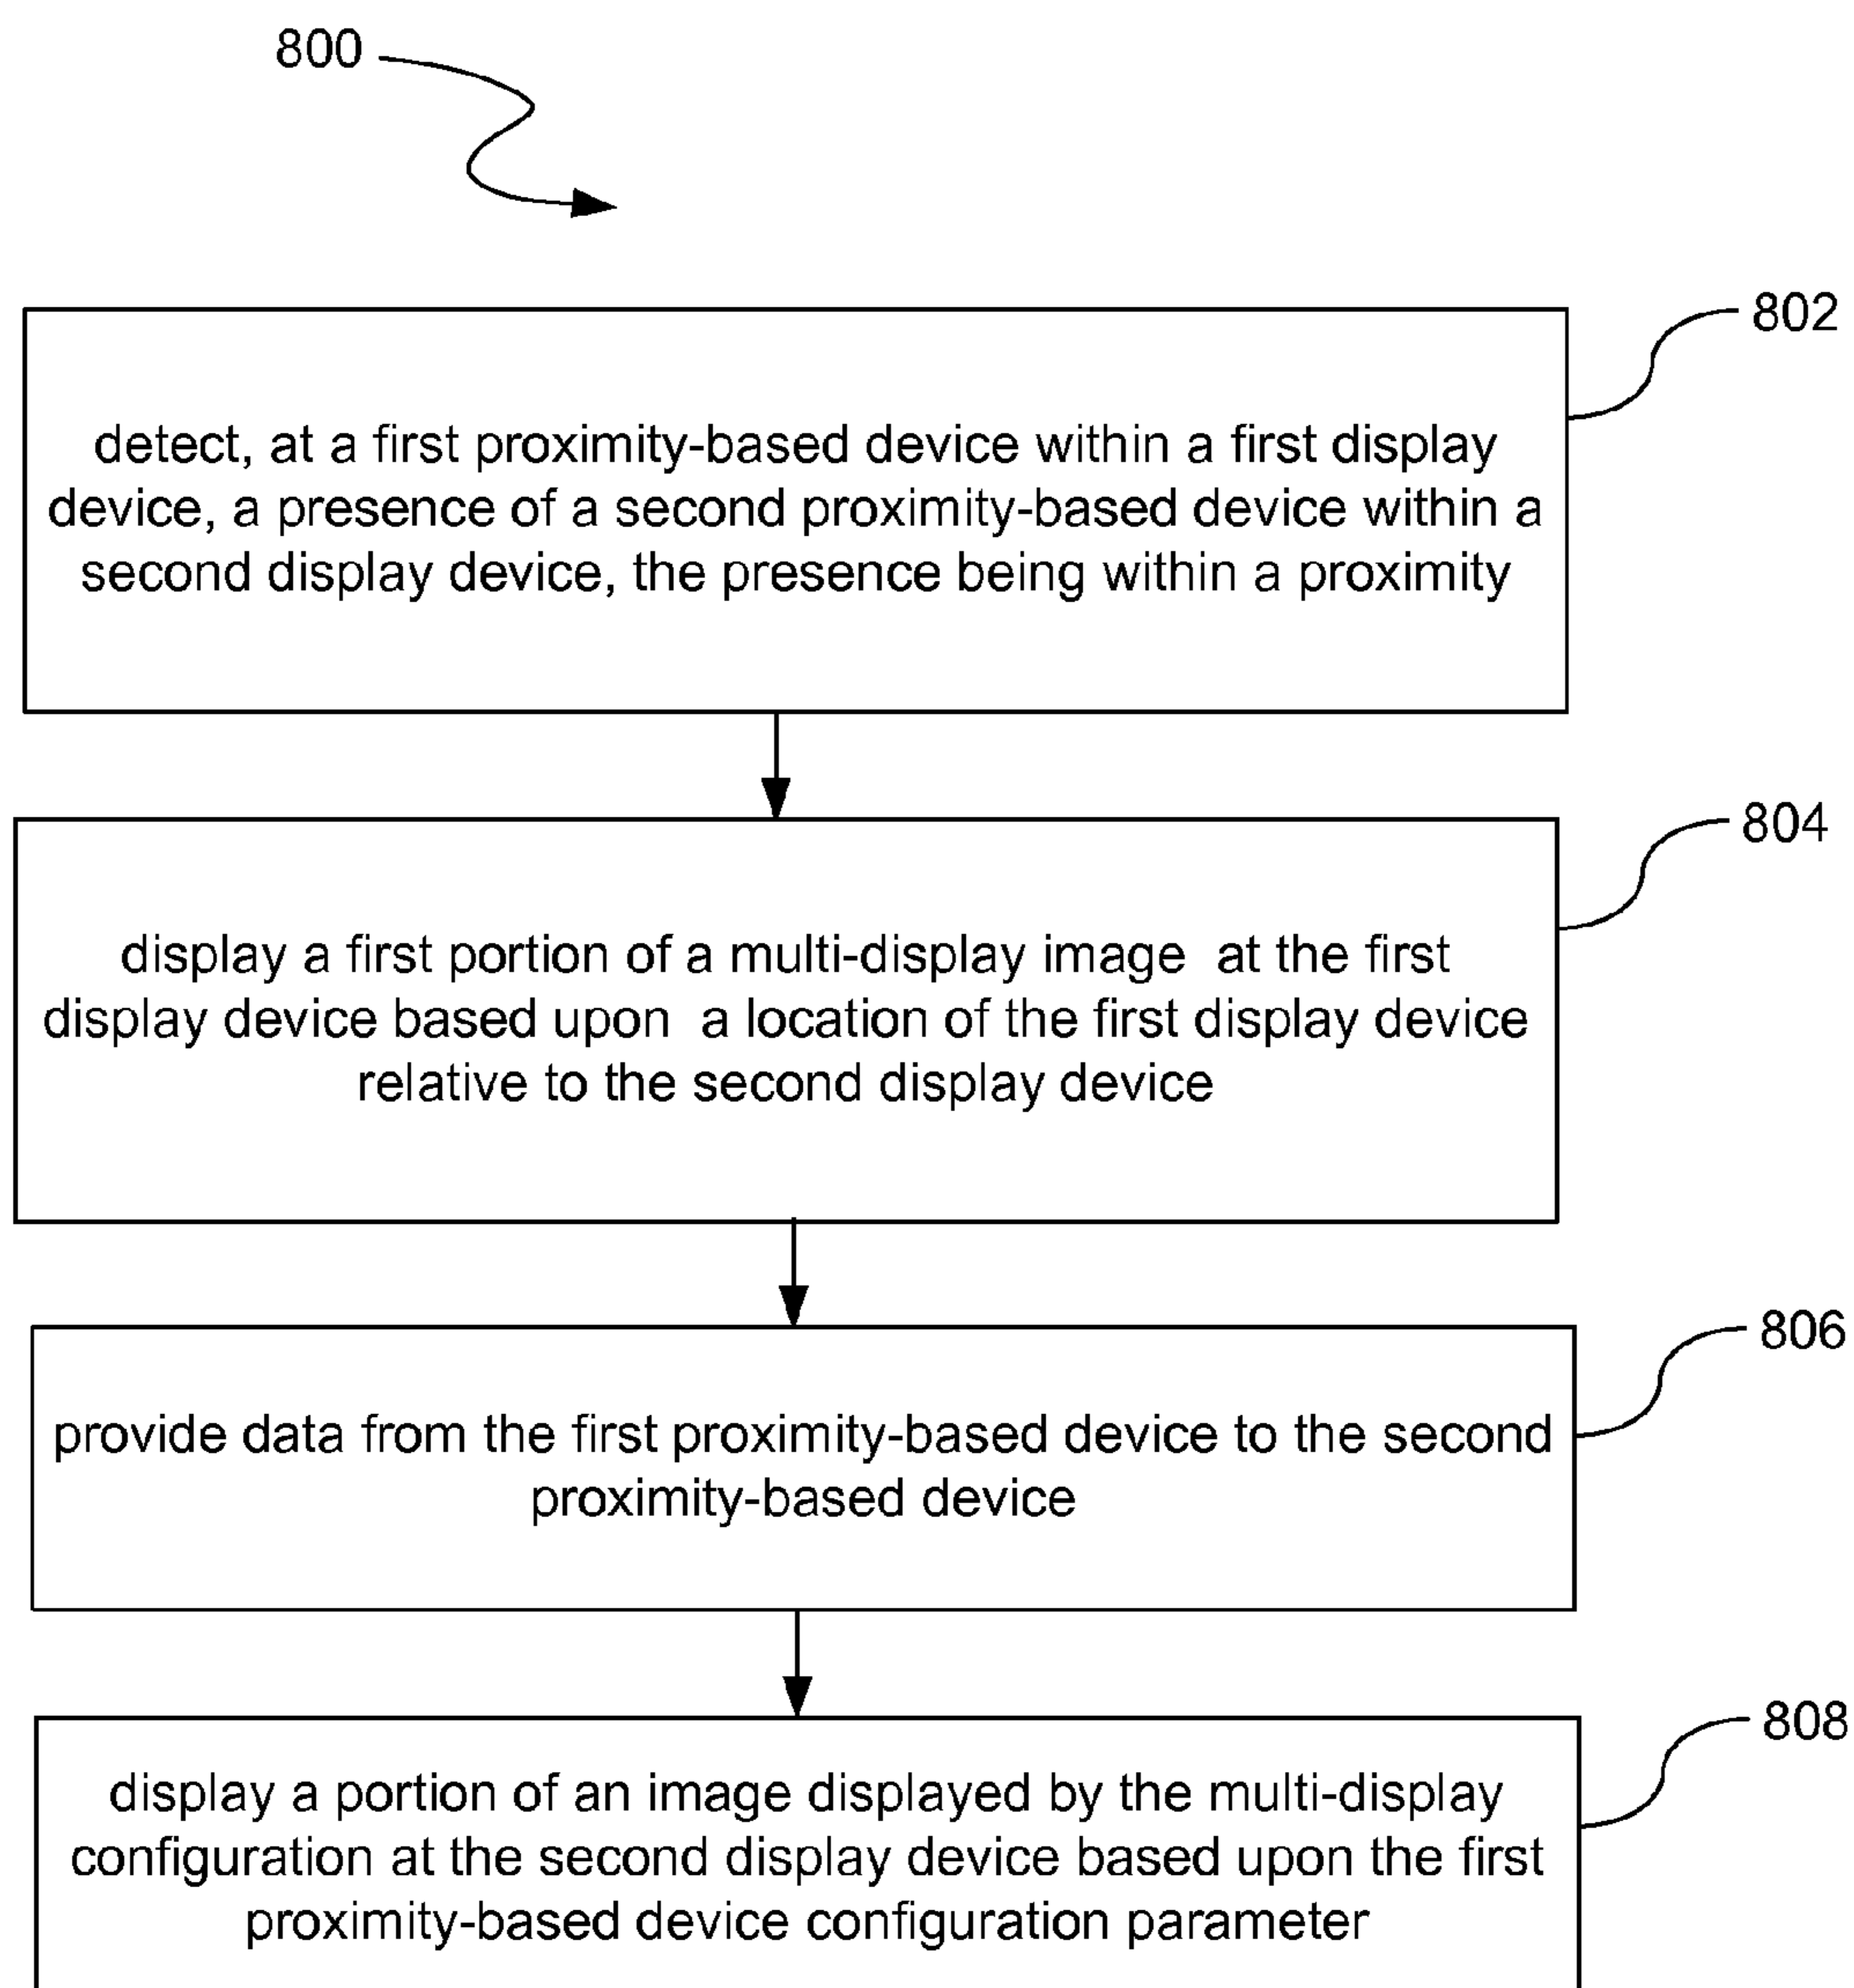 800
802
detect, at a first proximity-based device within a first display
device, a presence of a second proximity-based device within a
second display device, the presence being within a proximity
804
display a first portion of a multi-display image at the first
display device based upon a location of the first display device
relative to the second display device
806
provide data from the first proximity-based device to the second
proximity-based device
808
display a portion of an image displayed by the multi-display
configuration at the second display device based upon the first
proximity-based device configuration parameter